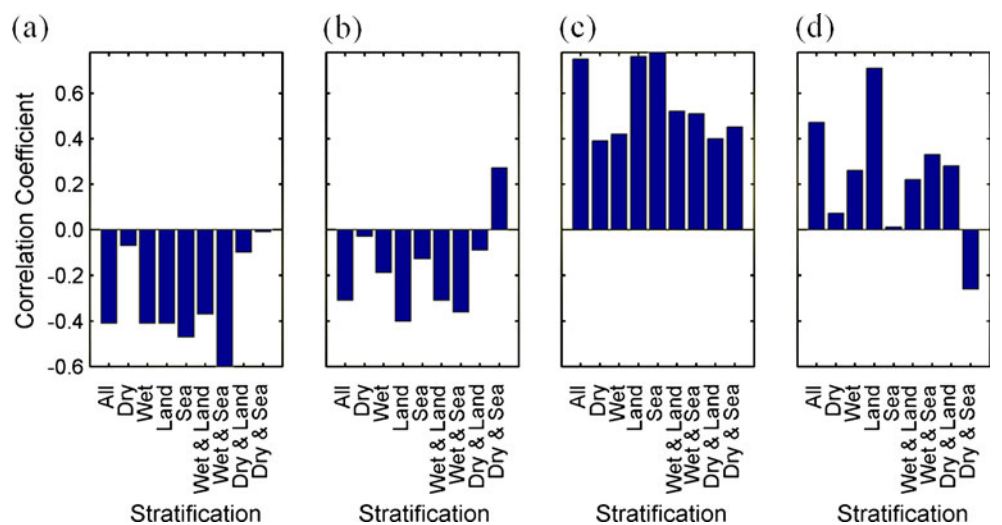 (a)
(b)
(c)
(d)
Correlation Coefficient
0.6
0.4
0.2
0.0
-0.2
-0.4
-0.6
All
Dry
Wet
Land
Sea
Wet & Land
Wet & Sea
Dry & Land
Dry & Sea
Stratification
All
Dry
Wet
Land
Sea
Wet & Land
Wet & Sea
Dry & Land
Dry & Sea
Stratification
All
Dry
Wet
Land
Sea
Wet & Land
Wet & Sea
Dry & Land
Dry & Sea
Stratification
All
Dry
Wet
Land
Sea
Wet & Land
Wet & Sea
Dry & Land
Dry & Sea
Stratification